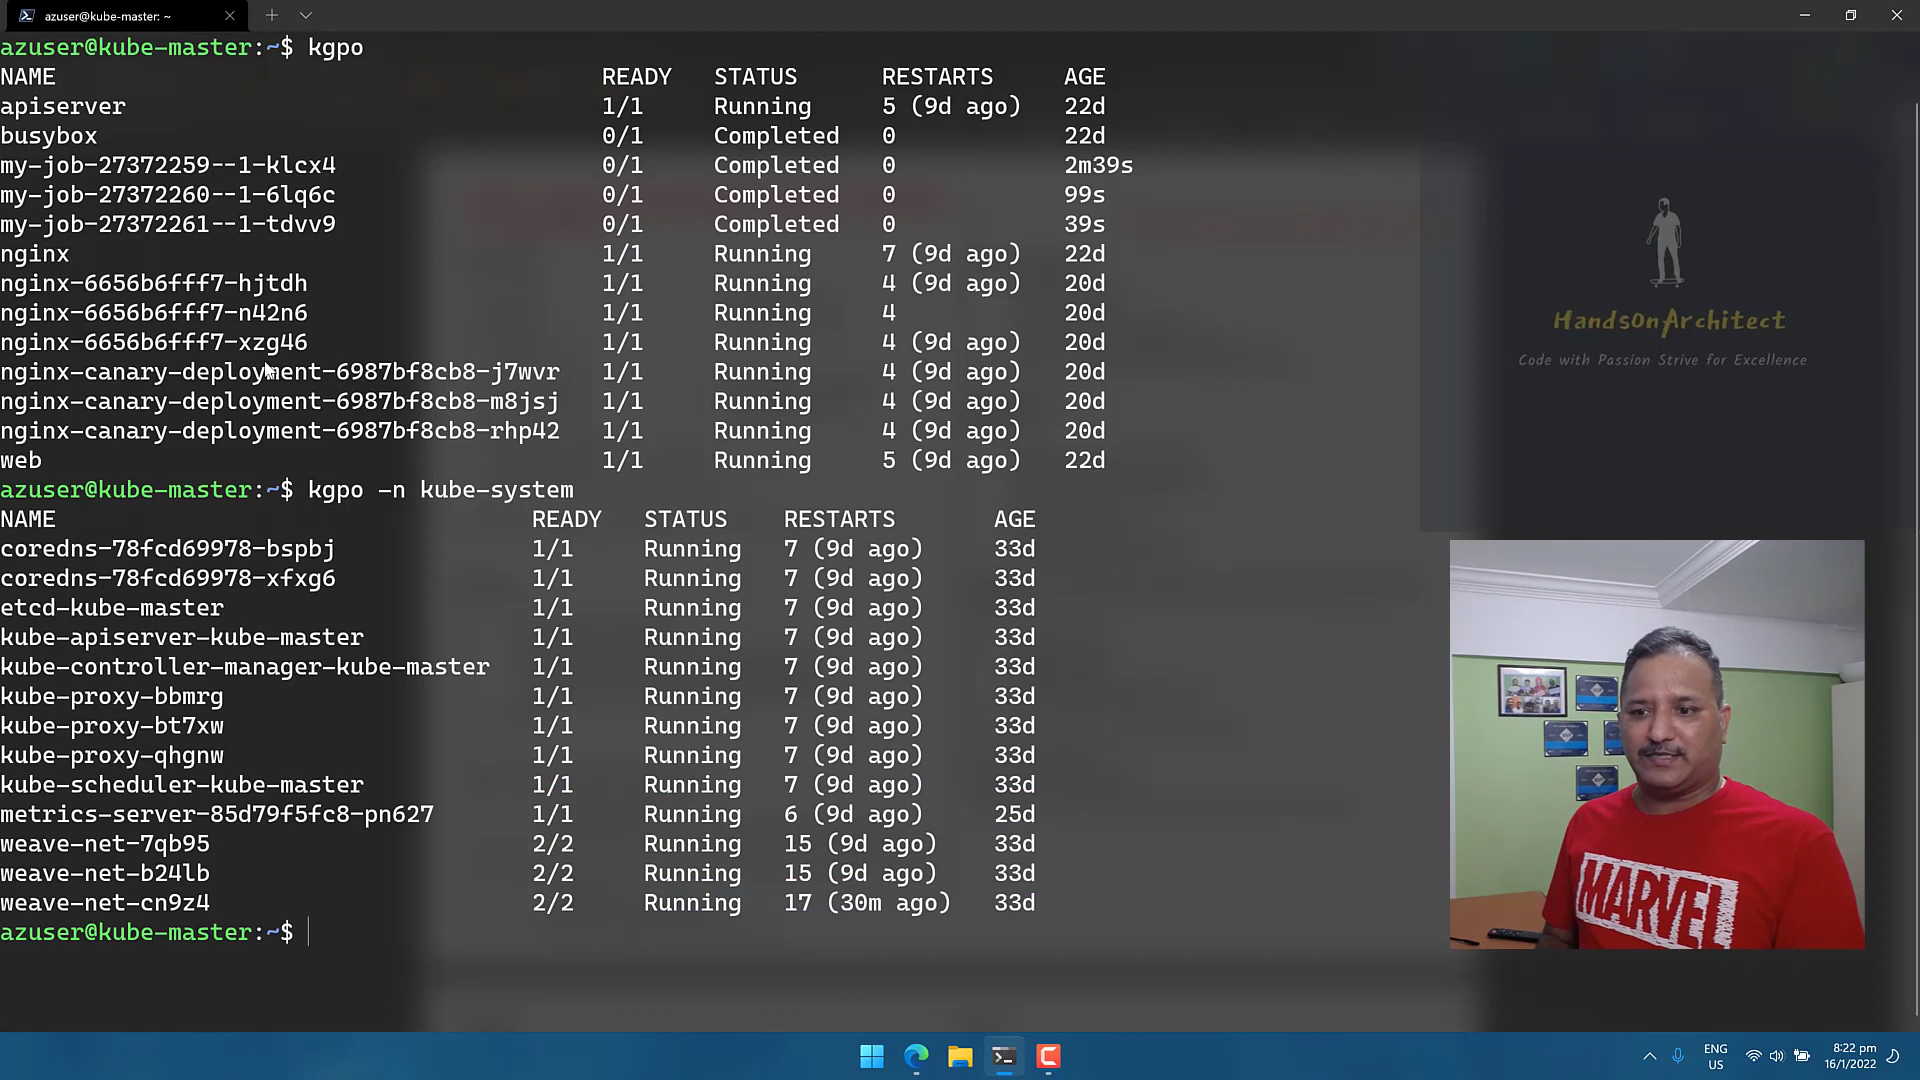 azuser@kube-master: ~
azuser@kube-master:~$ kgpo
NAME READY STATUS RESTARTS AGE
apiserver 1/1 Running 5 (9d ago) 22d
busybox 0/1 Completed 0 22d
my-job-27372259--1-klcx4 0/1 Completed 0 2m39s
my-job-27372260--1-6lq6c 0/1 Completed 0 99s
my-job-27372261--1-tdvv9 0/1 Completed 0 39s
nginx 1/1 Running 7 (9d ago) 22d
nginx-6656b6fff7-hjtdh 1/1 Running 4 (9d ago) 20d
nginx-6656b6fff7-n42n6 1/1 Running 4 20d
nginx-6656b6fff7-xzg46 1/1 Running 4 (9d ago) 20d
nginx-canary-deployment-6987bf8cb8-j7wvr 1/1 Running 4 (9d ago) 20d
nginx-canary-deployment-6987bf8cb8-m8jsj 1/1 Running 4 (9d ago) 20d
nginx-canary-deployment-6987bf8cb8-rhp42 1/1 Running 4 (9d ago) 20d
web 1/1 Running 5 (9d ago) 22d
azuser@kube-master:~$ kgpo -n kube-system
NAME READY STATUS RESTARTS AGE
coredns-78fcd69978-bspbj 1/1 Running 7 (9d ago) 33d
coredns-78fcd69978-xfxg6 1/1 Running 7 (9d ago) 33d
etcd-kube-master 1/1 Running 7 (9d ago) 33d
kube-apiserver-kube-master 1/1 Running 7 (9d ago) 33d
kube-controller-manager-kube-master 1/1 Running 7 (9d ago) 33d
kube-proxy-bbmrg 1/1 Running 7 (9d ago) 33d
kube-proxy-bt7xw 1/1 Running 7 (9d ago) 33d
kube-proxy-qhgnw 1/1 Running 7 (9d ago) 33d
kube-scheduler-kube-master 1/1 Running 7 (9d ago) 33d
metrics-server-85d79f5fc8-pn627 1/1 Running 6 (9d ago) 25d
weave-net-7qb95 2/2 Running 15 (9d ago) 33d
weave-net-b24lb 2/2 Running 15 (9d ago) 33d
weave-net-cn9z4 2/2 Running 17 (30m ago) 33d
azuser@kube-master:~$
HandsOnArchitect
Code with Passion Strive for Excellence
MARVEL
ENG
US
8:22 pm
16/1/2022